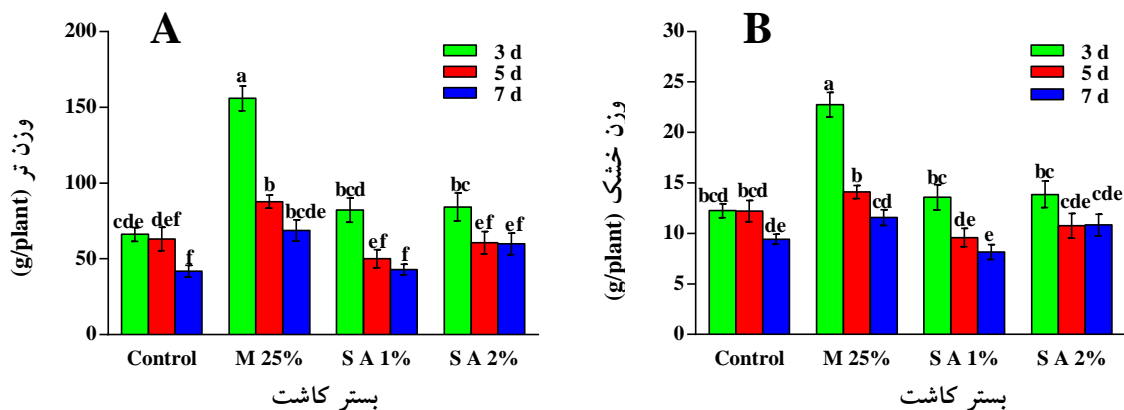 A
200
150
100
50
0
وزن تر (g/plant)
3 d
5 d
7 d
cde
def
f
a
b
bcde
bcd
ef
f
bc
ef
ef
Control
M 25%
S A 1%
S A 2%
بستر کاشت
B
30
25
20
15
10
5
0
وزن خشک (g/plant)
3 d
5 d
7 d
bcd
bcd
de
a
b
cd
bc
de
e
bc
cde
cde
Control
M 25%
S A 1%
S A 2%
بستر کاشت